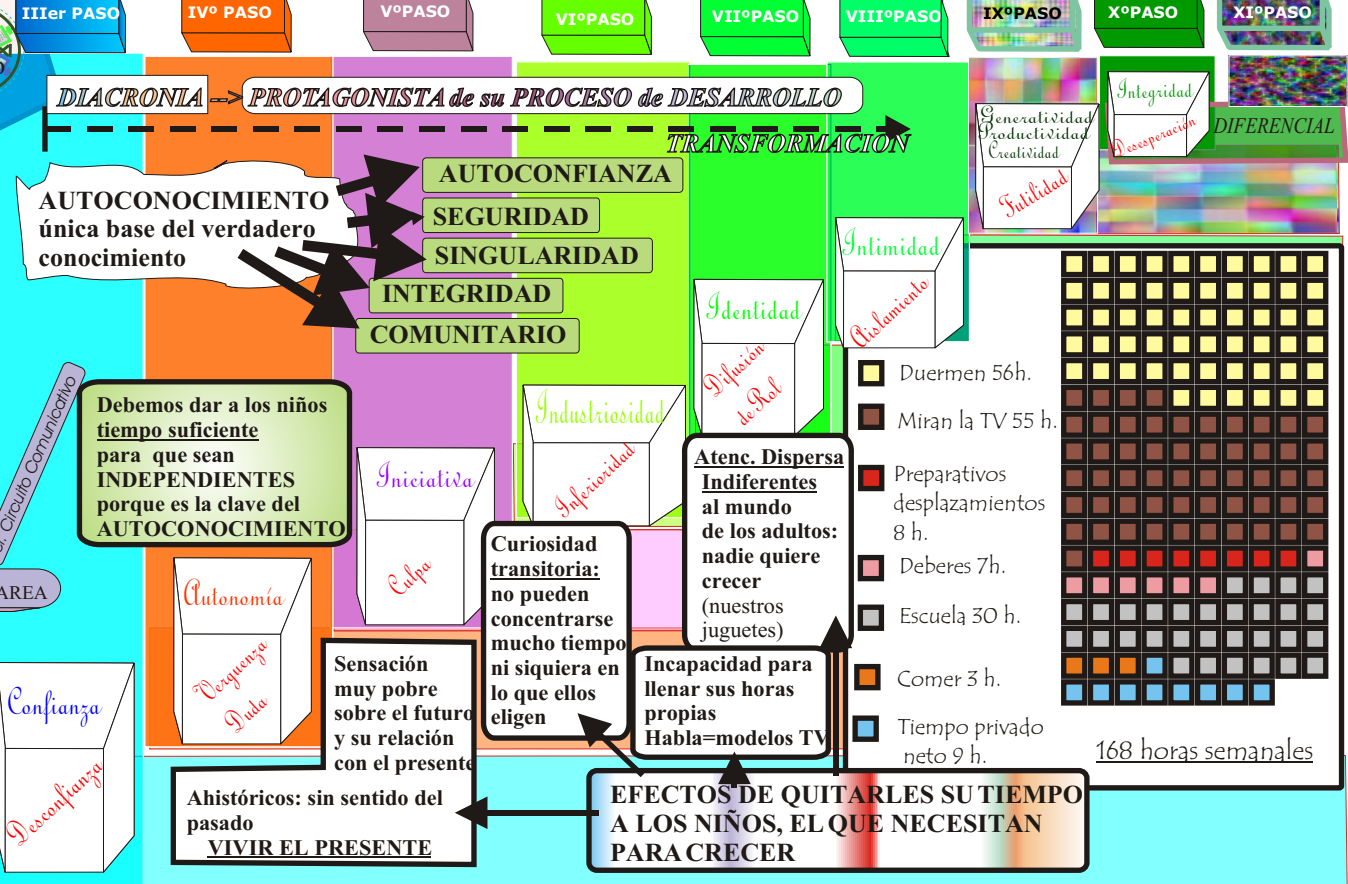 IIIer PASO
IVº PASO
VºPASO
VIºPASO
VIIºPASO
VIIIºPASO
IXºPASO
XºPASO
XIºPASO
DIACRONIA --> PROTAGONISTA de su PROCESO de DESARROLLO
TRANSFORMACIÓN
AUTOCONOCIMIENTO
única base del verdadero
conocimiento
AUTOCONFIANZA
SEGURIDAD
SINGULARIDAD
INTEGRIDAD
COMUNITARIO
Generatividad
Productividad
Creatividad
Futilidad
Integridad
Desesperación
DIFERENCIAL
Intimidad
Aislamiento
Identidad
Difusión
de Rol
Industriosidad
Inferioridad
Iniciativa
Culpa
Autonomía
Verguenza
Duda
Confianza
Desconfianza
Circuito Comunicativo
AREA
Debemos dar a los niños
tiempo suficiente
para que sean
INDEPENDIENTES
porque es la clave del
AUTOCONOCIMIENTO
Atenc. Dispersa
Indiferentes
al mundo
de los adultos:
nadie quiere
crecer
(nuestros
juguetes)
Curiosidad
transitoria:
no pueden
concentrarse
mucho tiempo
ni siquiera en
lo que ellos
eligen
Incapacidad para
llenar sus horas
propias
Habla=modelos TV
Sensación
muy pobre
sobre el futuro
y su relación
con el presente
Ahistóricos: sin sentido del
pasado
VIVIR EL PRESENTE
EFECTOS DE QUITARLES SU TIEMPO
A LOS NIÑOS, EL QUE NECESITAN
PARA CRECER
Duermen 56h.
Miran la TV 55 h.
Preparativos
desplazamientos
8 h.
Deberes 7h.
Escuela 30 h.
Comer 3 h.
Tiempo privado
neto 9 h.
168 horas semanales